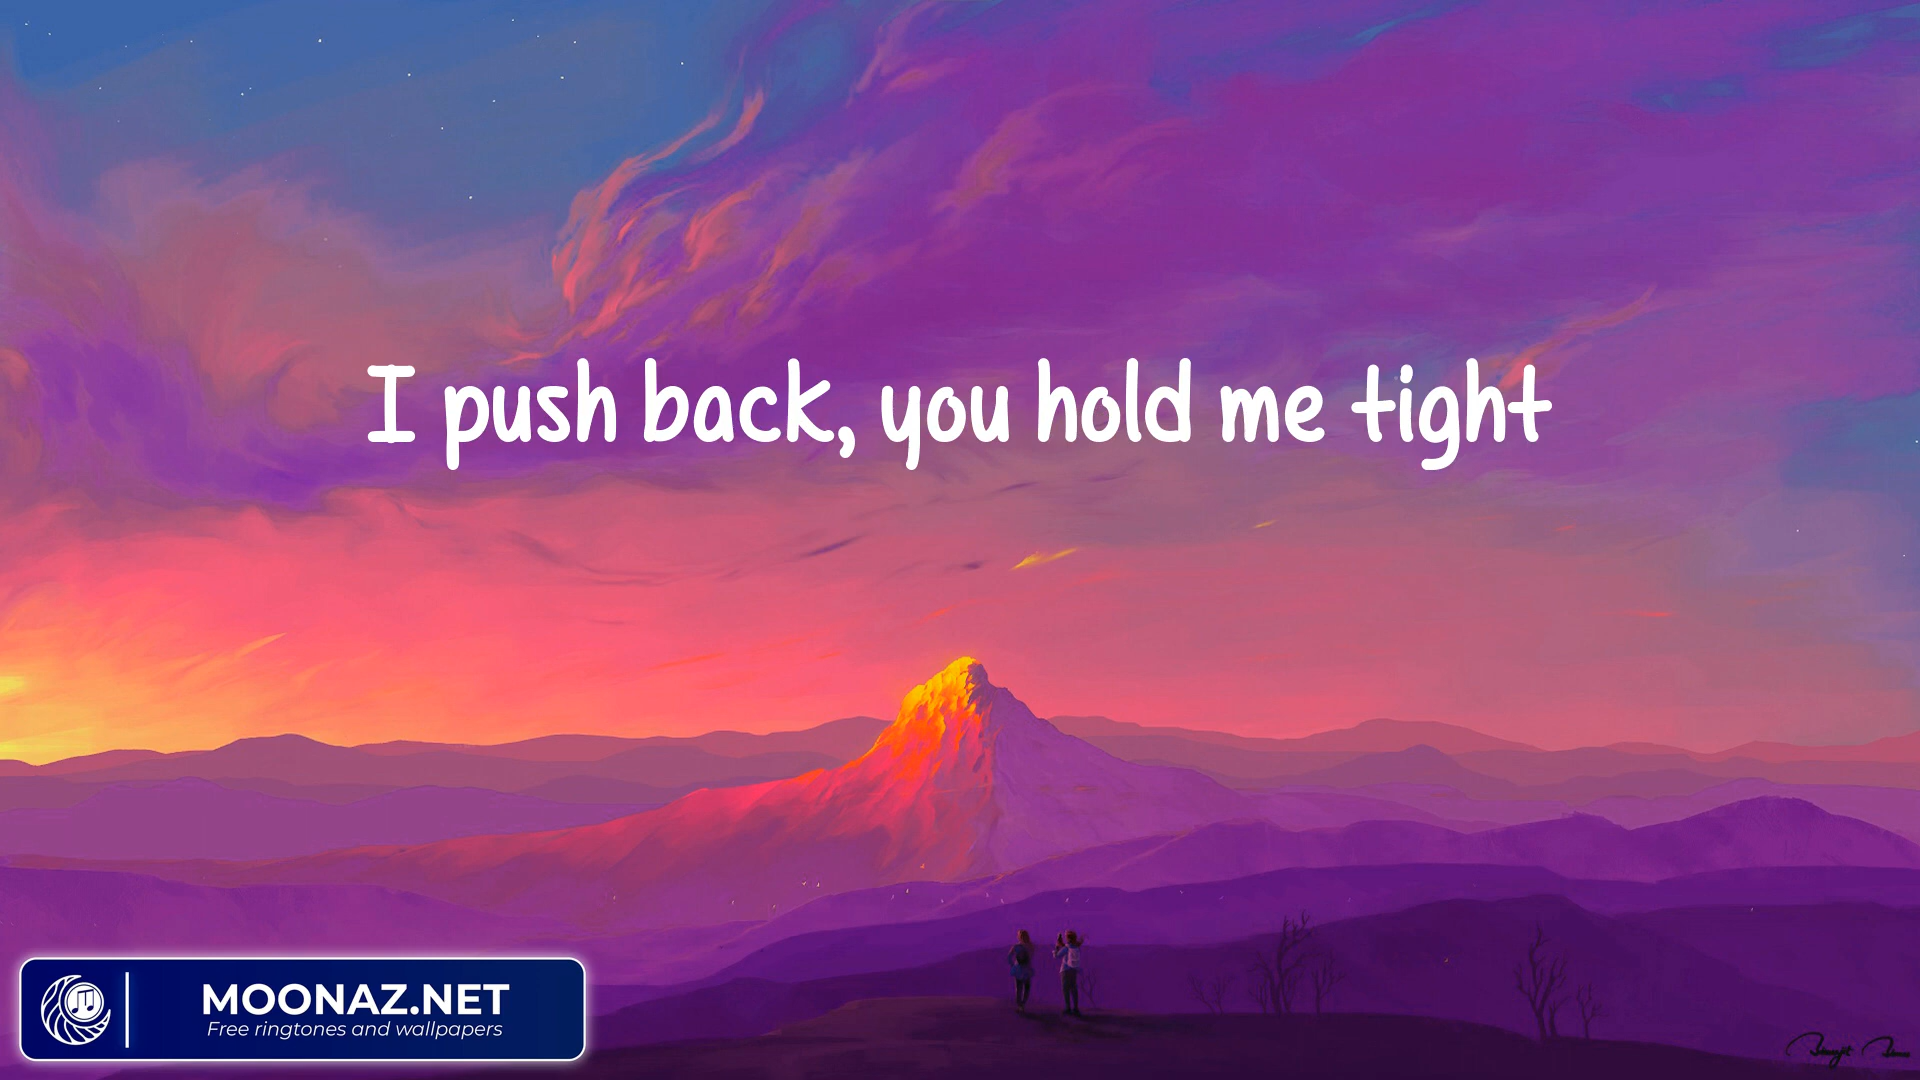 I push back, you hold me tight
MOONAZ.NET
Free ringtones and wallpapers